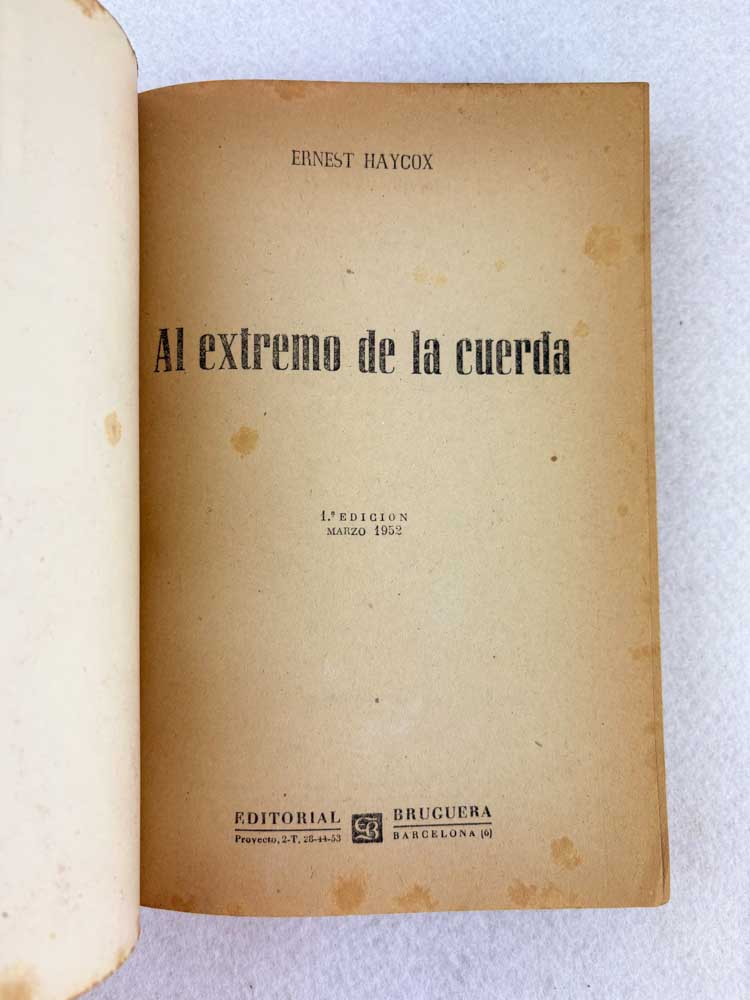 ERNEST HAYCOX
Al extremo de la cuerda
1.ª EDICION
MARZO 1952
EDITORIAL EB BRUGUERA
Proyecto, 2-T. 28-44-53 BARCELONA (6)